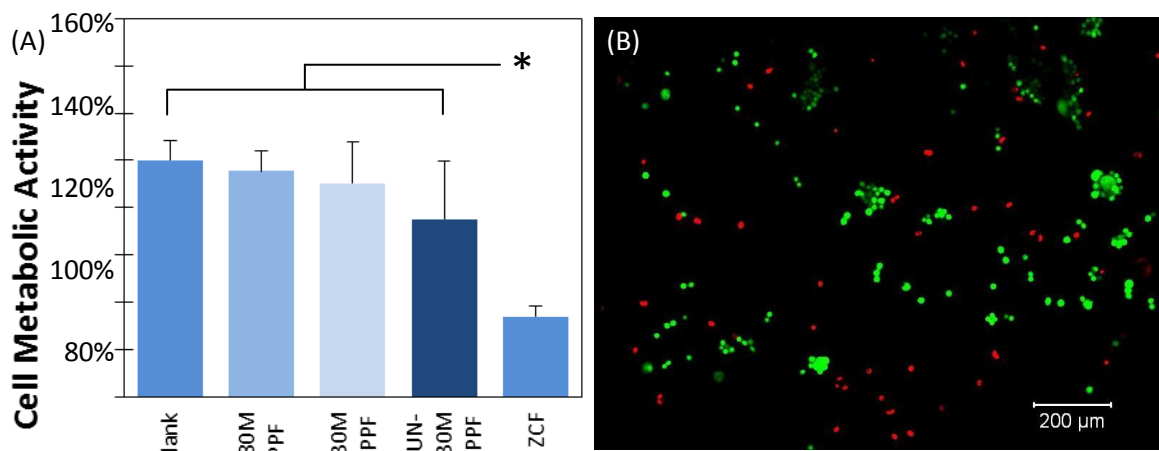 (A)
Cell Metabolic Activity
160%
140%
120%
100%
80%
*
lank
30M
PPF
30M
PPF
UN-
30M
PPF
ZCF
(B)
200 µm